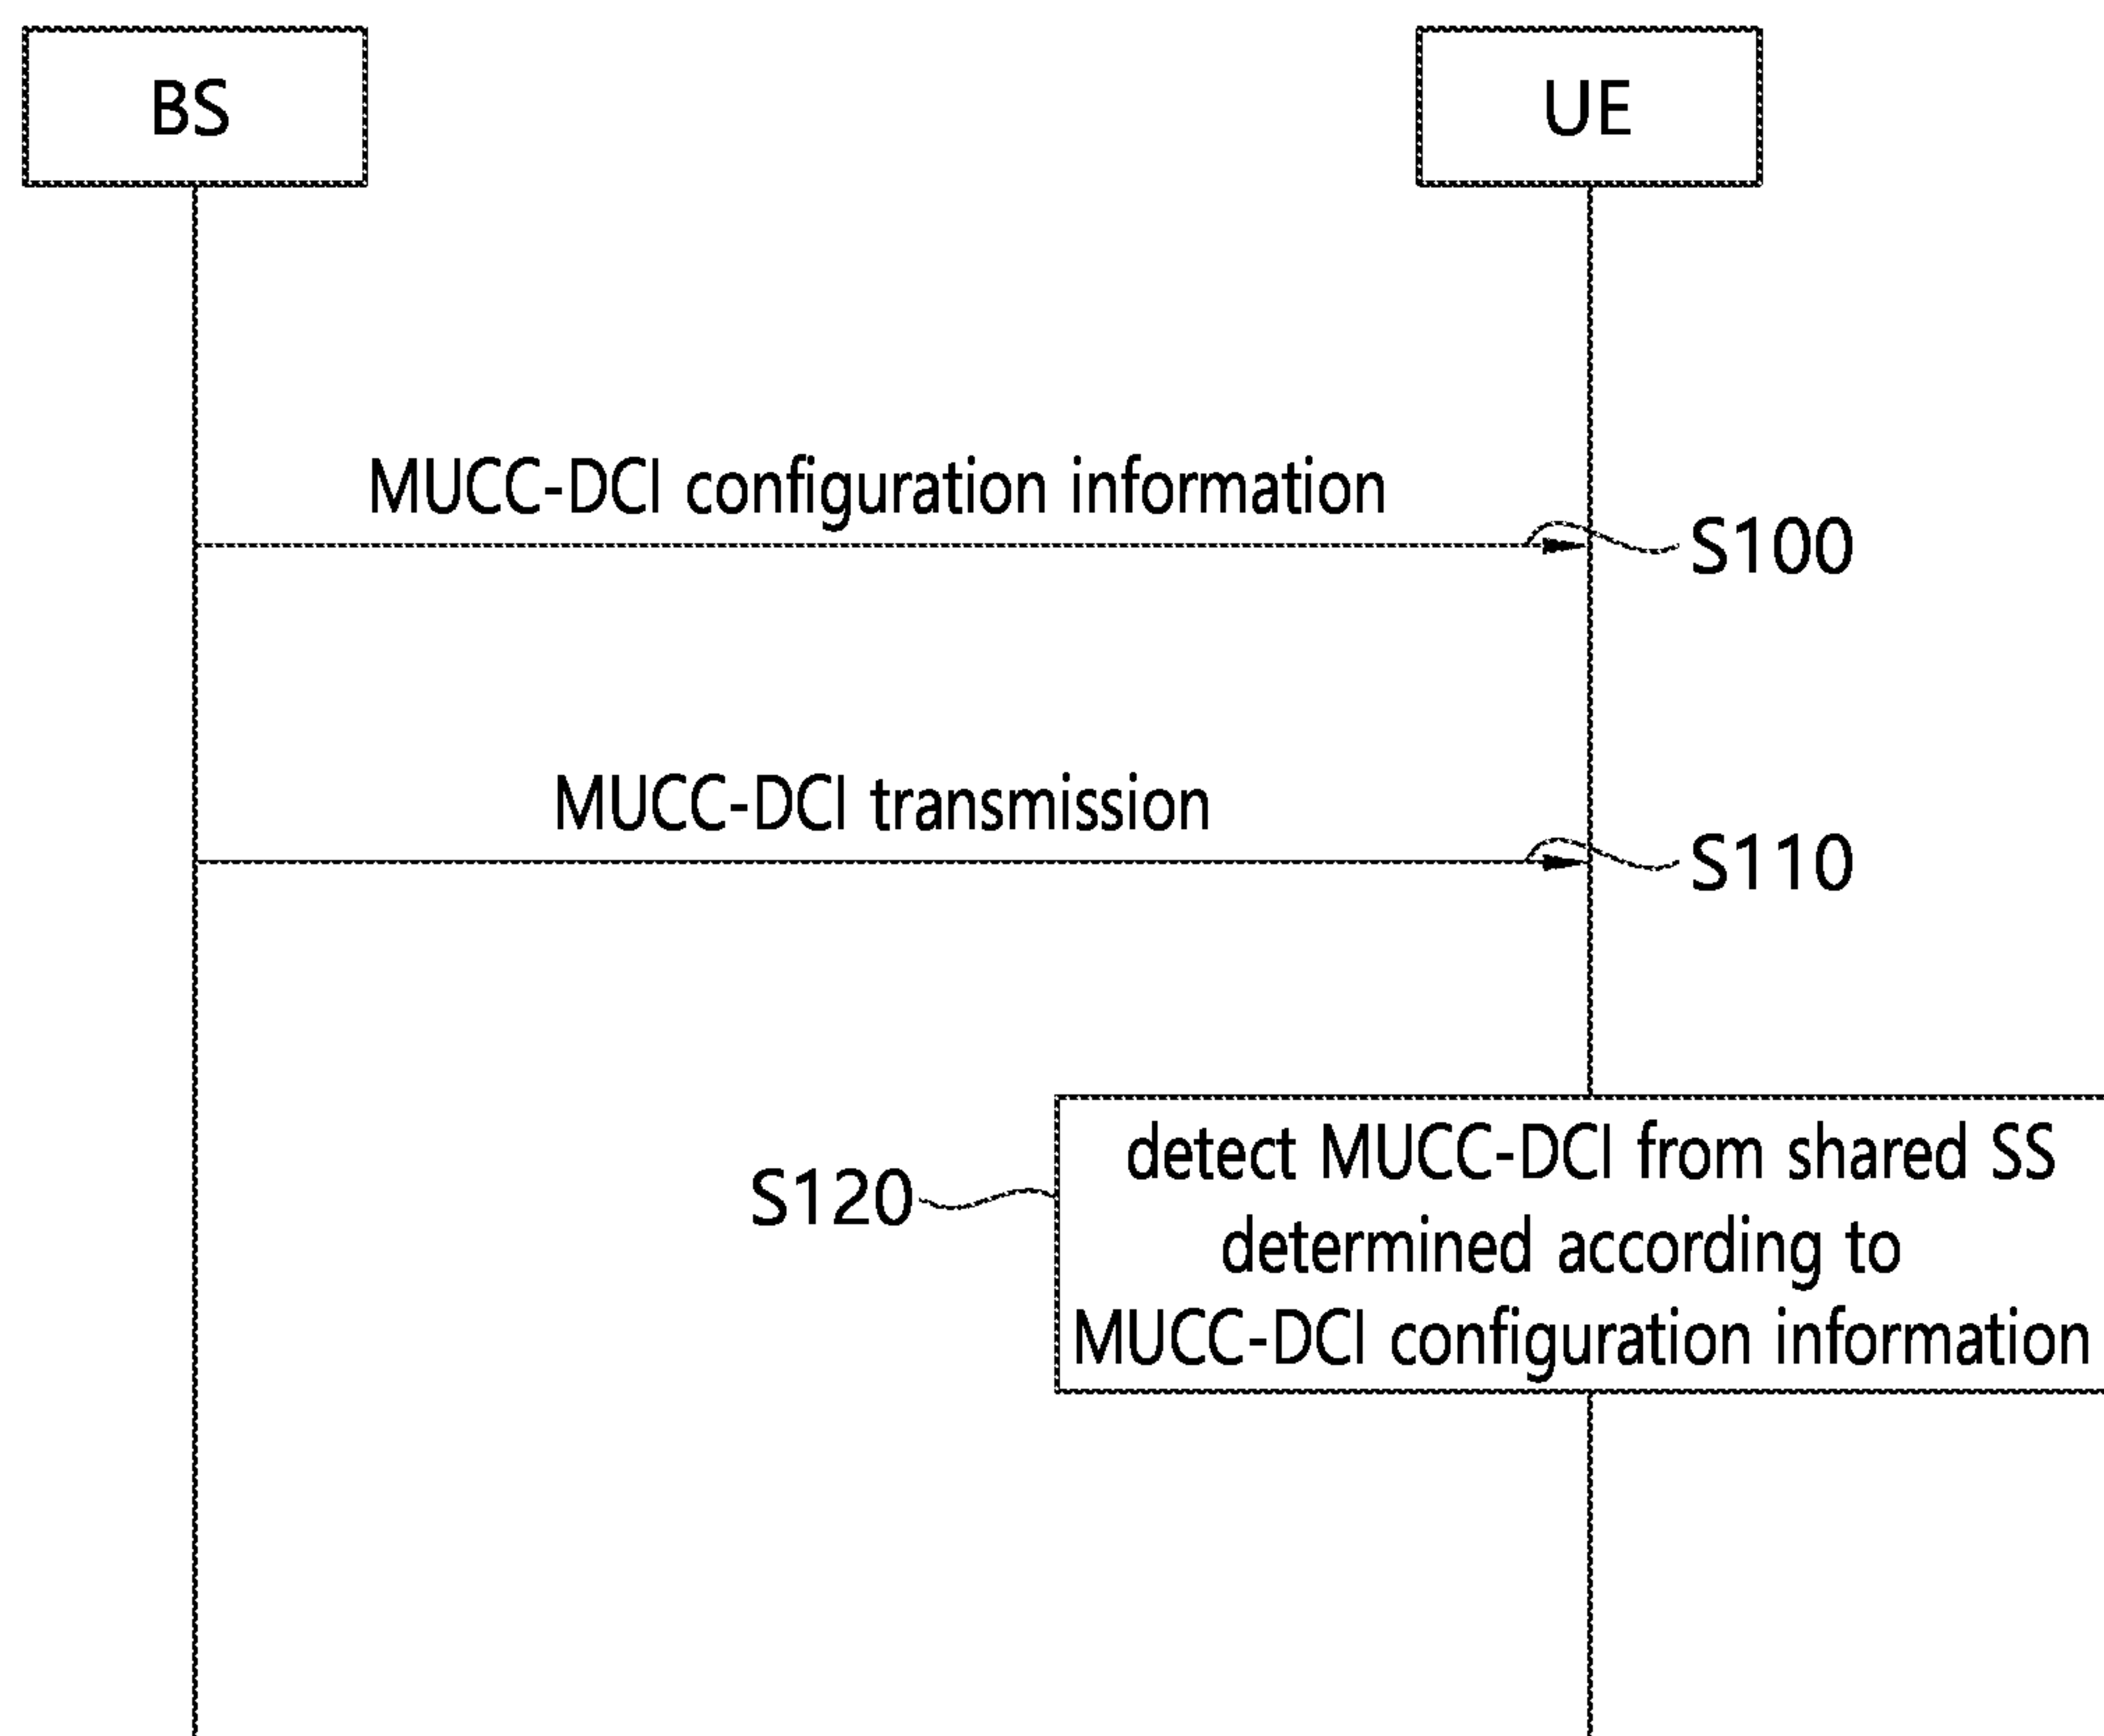 BS
UE
MUCC-DCI configuration information
S100
MUCC-DCI transmission
S110
S120
detect MUCC-DCI from shared SS
determined according to
MUCC-DCI configuration information